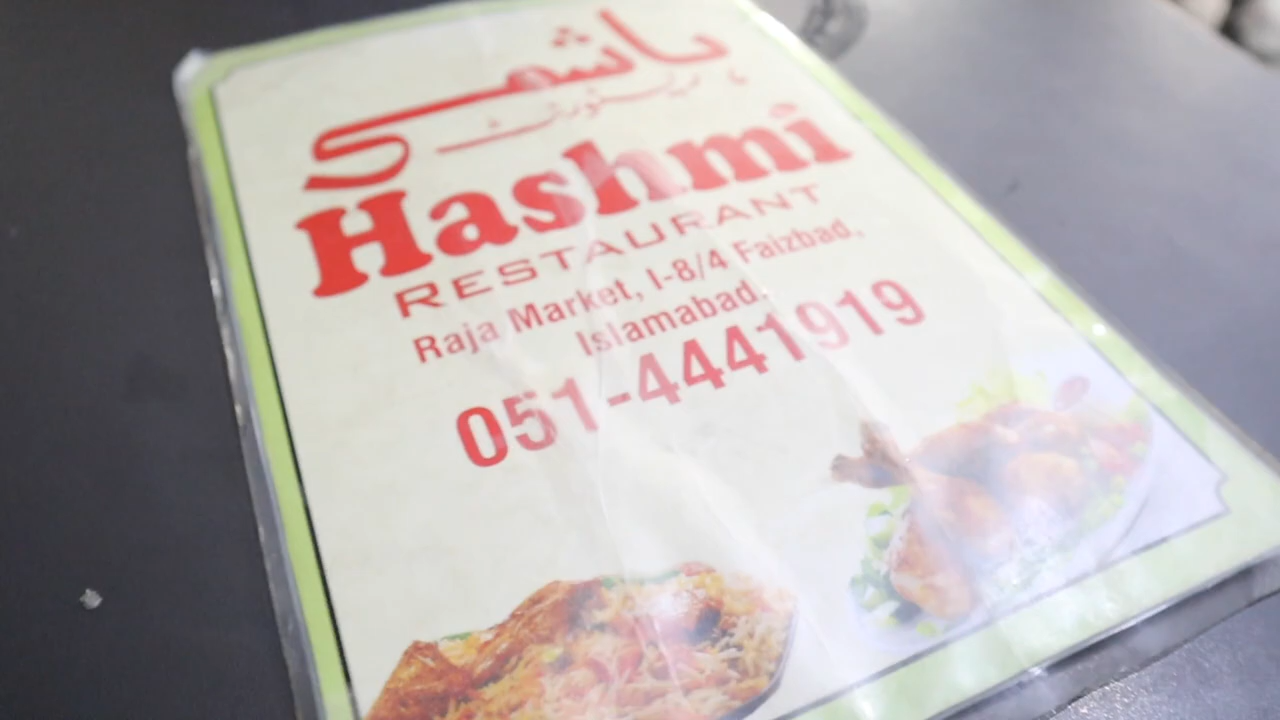 ہاشمی
ریسٹورنٹ
Hashmi
RESTAURANT
Raja Market, I-8/4 Faizbad,
Islamabad.
051-4441919